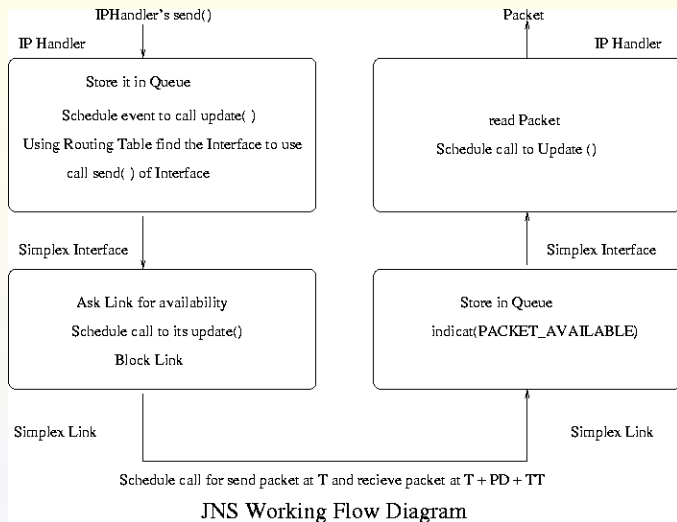 IPHandler's send()
IP Handler
Store it in Queue
Schedule event to call update( )
Using Routing Table find the Interface to use
call send( ) of Interface
Simplex Interface
Ask Link for availability
Schedule call to its update()
Block Link
Simplex Link
Schedule call for send packet at T and recieve packet at T + PD + TT
Packet
IP Handler
read Packet
Schedule call to Update ()
Simplex Interface
Store in Queue
indicat(PACKET_AVAILABLE)
Simplex Link
JNS Working Flow Diagram